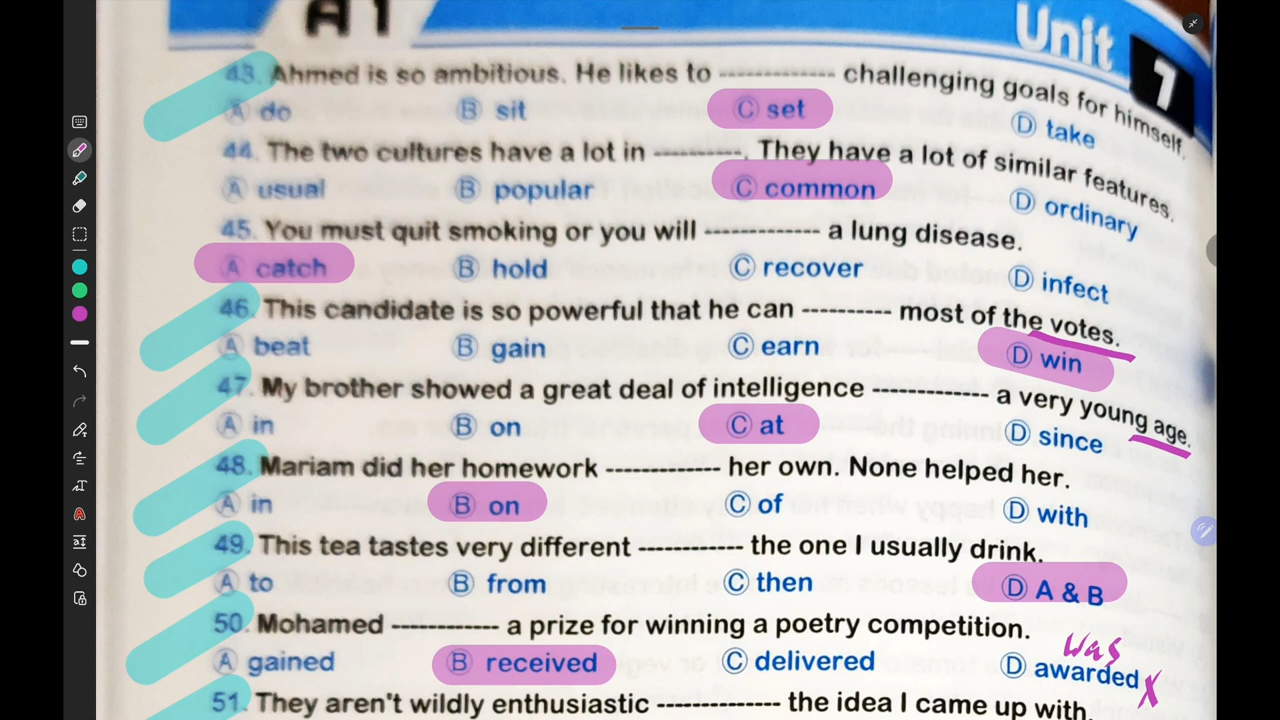 A1
Unit 1
43. Ahmed is so ambitious. He likes to ------------ challenging goals for himself.
A do B sit C set D take
44. The two cultures have a lot in ----------. They have a lot of similar features.
A usual B popular C common D ordinary
45. You must quit smoking or you will ------------ a lung disease.
A catch B hold C recover D infect
46. This candidate is so powerful that he can ---------- most of the votes.
A beat B gain C earn D win
47. My brother showed a great deal of intelligence ------------ a very young age.
A in B on C at D since
48. Mariam did her homework ------------ her own. None helped her.
A in B on C of D with
49. This tea tastes very different ------------ the one I usually drink.
A to B from C then D A & B
50. Mohamed ------------ a prize for winning a poetry competition.
was
A gained B received C delivered D awarded X
51. They aren't wildly enthusiastic ------------- the idea I came up with.